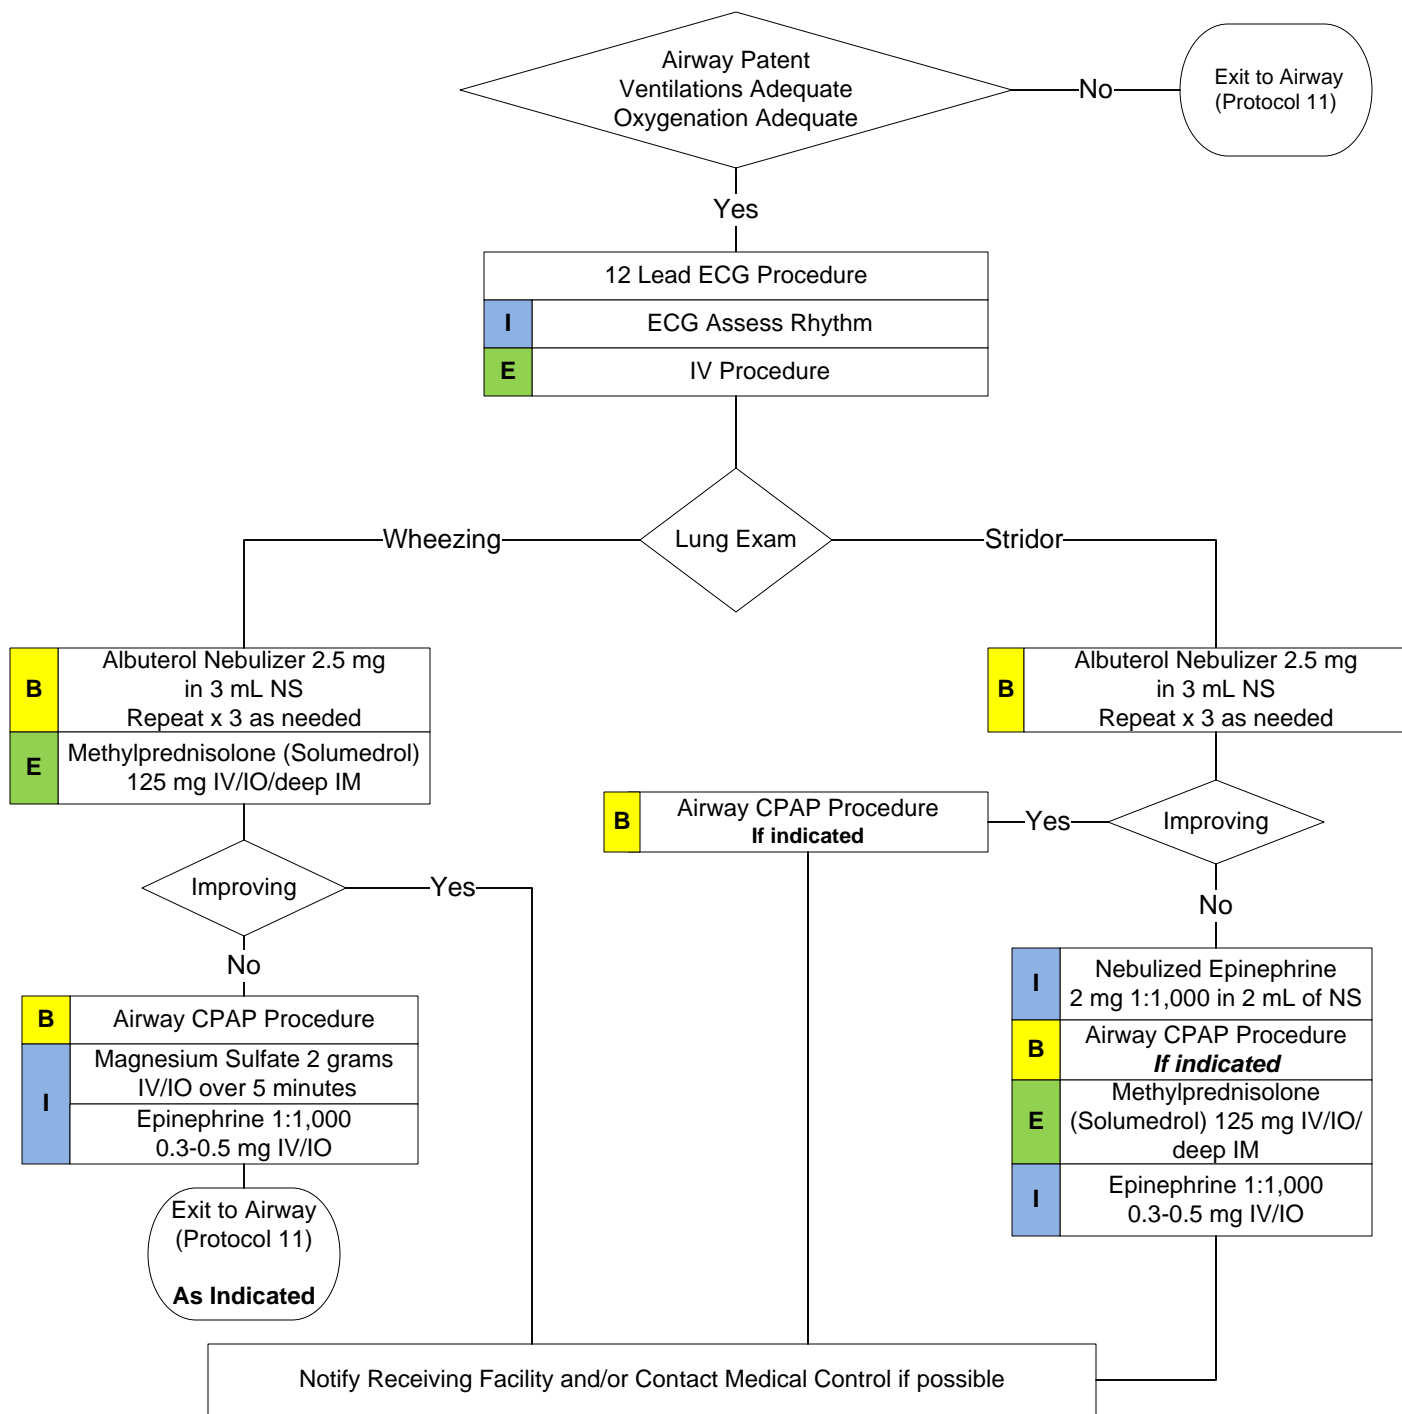 Airway Patent
Ventilations Adequate
Oxygenation Adequate
No
Exit to Airway
(Protocol 11)
Yes
12 Lead ECG Procedure
I
ECG Assess Rhythm
E
IV Procedure
Wheezing
Lung Exam
Stridor
B
Albuterol Nebulizer 2.5 mg
in 3 mL NS
Repeat x 3 as needed
E
Methylprednisolone (Solumedrol)
125 mg IV/IO/deep IM
B
Albuterol Nebulizer 2.5 mg
in 3 mL NS
Repeat x 3 as needed
B
Airway CPAP Procedure
If indicated
Yes
Improving
Improving
Yes
No
No
B
Airway CPAP Procedure
I
Magnesium Sulfate 2 grams
IV/IO over 5 minutes
Epinephrine 1:1,000
0.3-0.5 mg IV/IO
Exit to Airway
(Protocol 11)
As Indicated
I
Nebulized Epinephrine
2 mg 1:1,000 in 2 mL of NS
B
Airway CPAP Procedure
If indicated
E
Methylprednisolone
(Solumedrol) 125 mg IV/IO/
deep IM
I
Epinephrine 1:1,000
0.3-0.5 mg IV/IO
Notify Receiving Facility and/or Contact Medical Control if possible